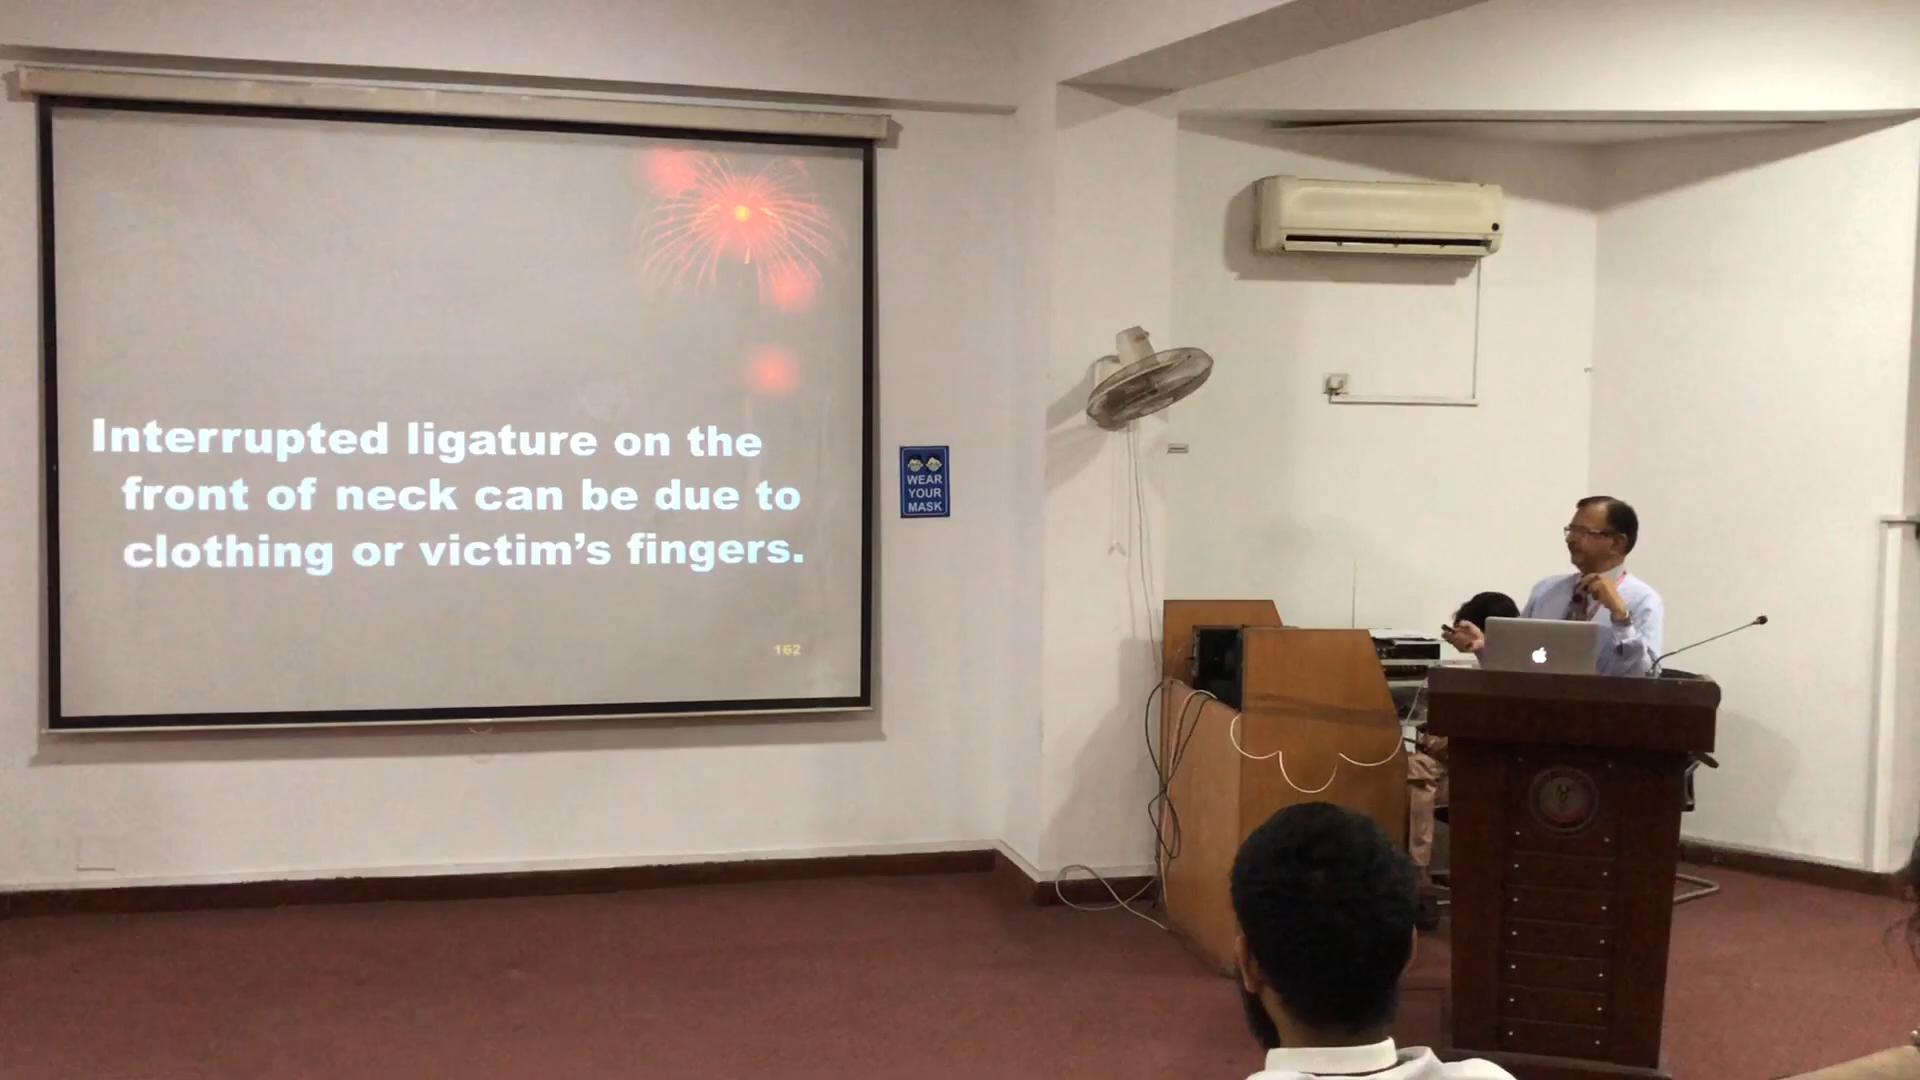 Interrupted ligature on the
front of neck can be due to
clothing or victim’s fingers.
162
WEAR
YOUR
MASK